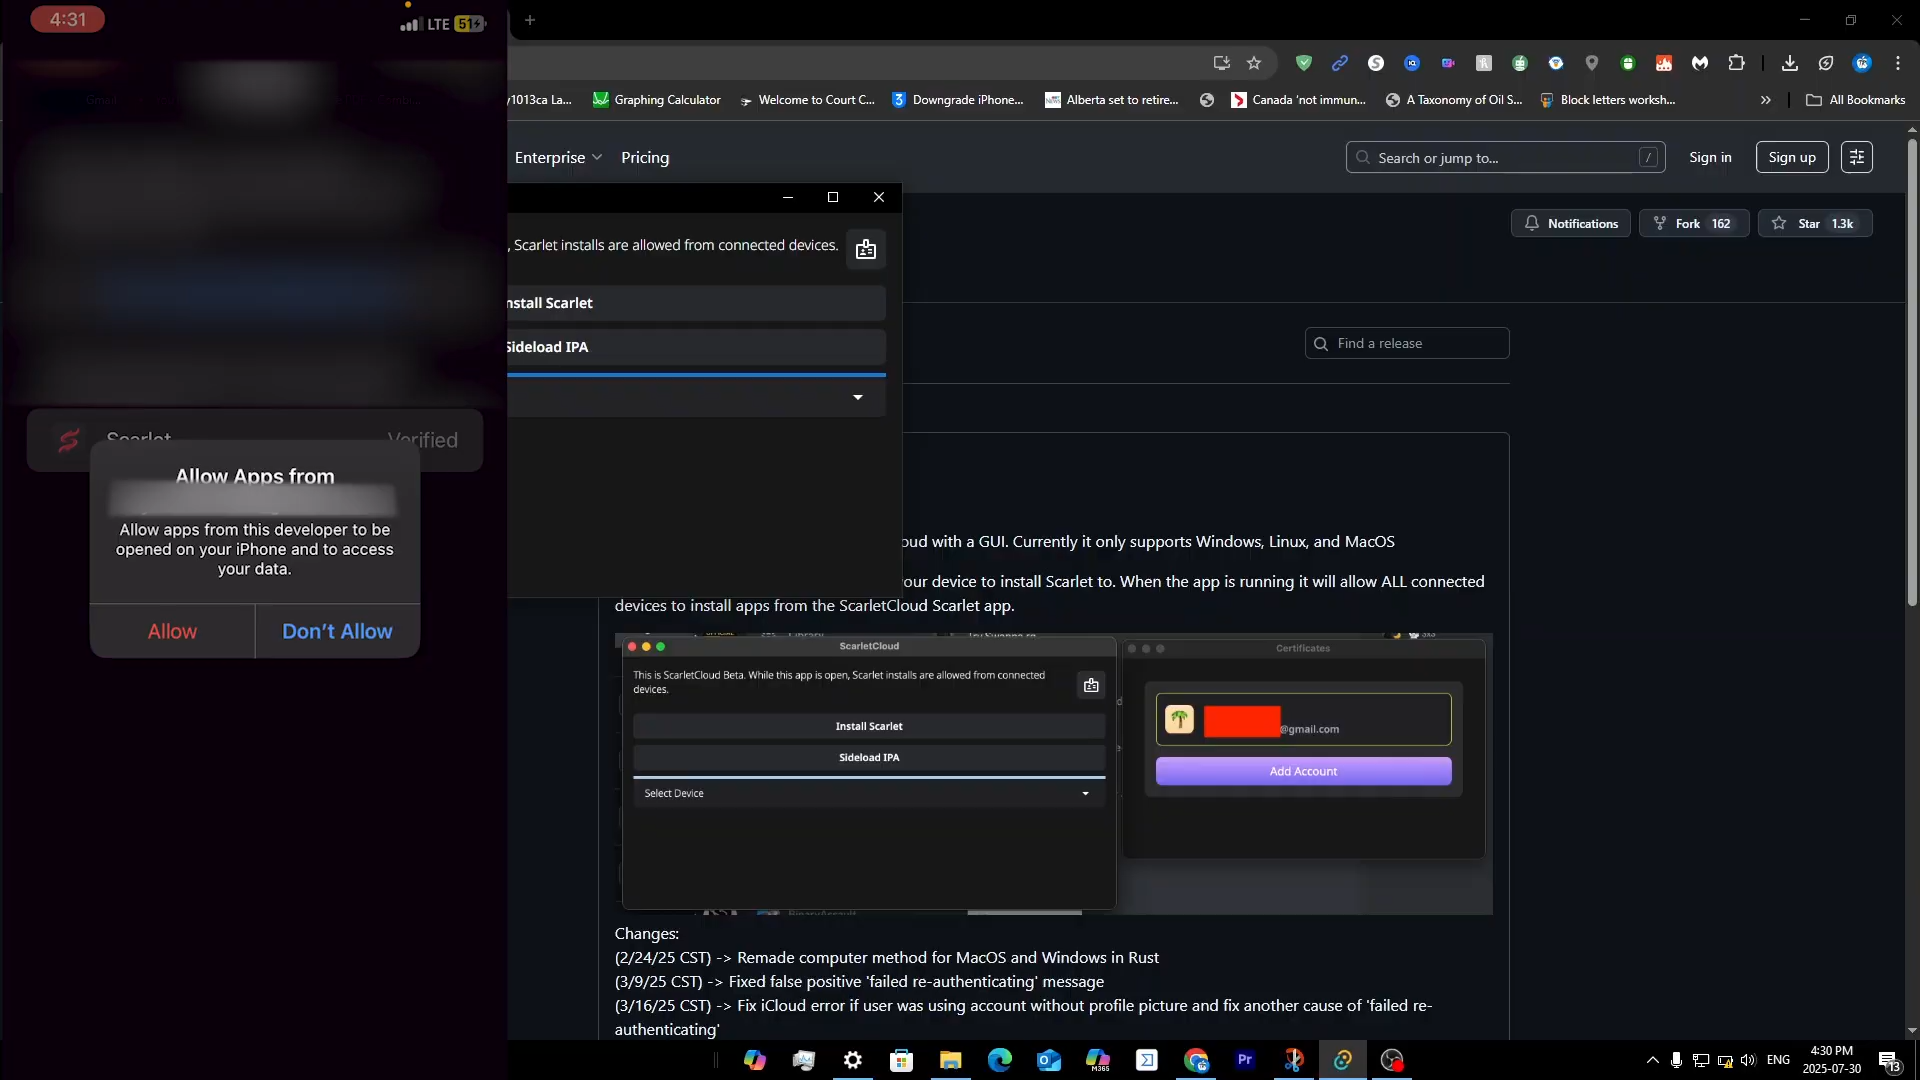 4:31
LTE 51
y1013ca La...
Graphing Calculator
Welcome to Court C...
Downgrade iPhone...
Alberta set to retire...
Canada 'not immun...
A Taxonomy of Oil S...
Block letters worksh...
All Bookmarks
Enterprise
Pricing
Search or jump to...
/
Sign in
Sign up
Notifications
Fork 162
Star 1.3k
, Scarlet installs are allowed from connected devices.
nstall Scarlet
Sideload IPA
Find a release
Scarlet
Verified
Allow Apps from
Allow apps from this developer to be
opened on your iPhone and to access
your data.
Allow
Don't Allow
oud with a GUI. Currently it only supports Windows, Linux, and MacOS
our device to install Scarlet to. When the app is running it will allow ALL connected
devices to install apps from the ScarletCloud Scarlet app.
ScarletCloud
This is ScarletCloud Beta. While this app is open, Scarlet installs are allowed from connected
devices.
Install Scarlet
Sideload IPA
Select Device
Certificates
@gmail.com
Add Account
Changes:
(2/24/25 CST) -> Remade computer method for MacOS and Windows in Rust
(3/9/25 CST) -> Fixed false positive 'failed re-authenticating' message
(3/16/25 CST) -> Fix iCloud error if user was using account without profile picture and fix another cause of 'failed re-
authenticating'
M365
Pr
ENG
4:30 PM
2025-07-30
13